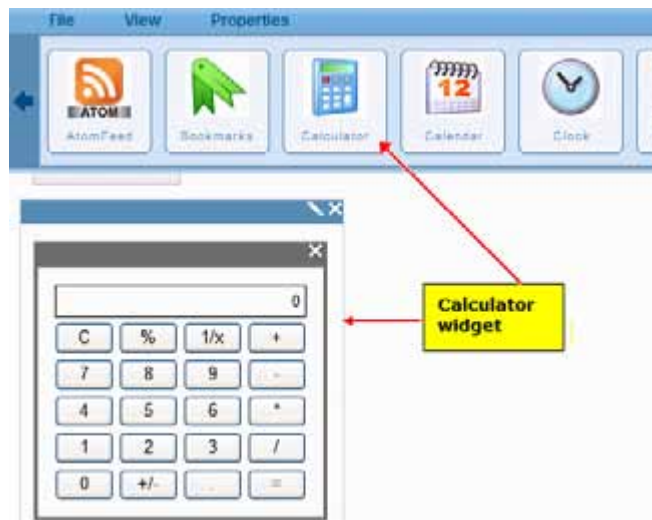 File View Properties
12
ATOM
AtomFeed Bookmarks Calculator Calendar Clock
0
Calculator
widget
C % 1/x +
7 8 9 -
4 5 6 *
1 2 3 /
0 +/- . =